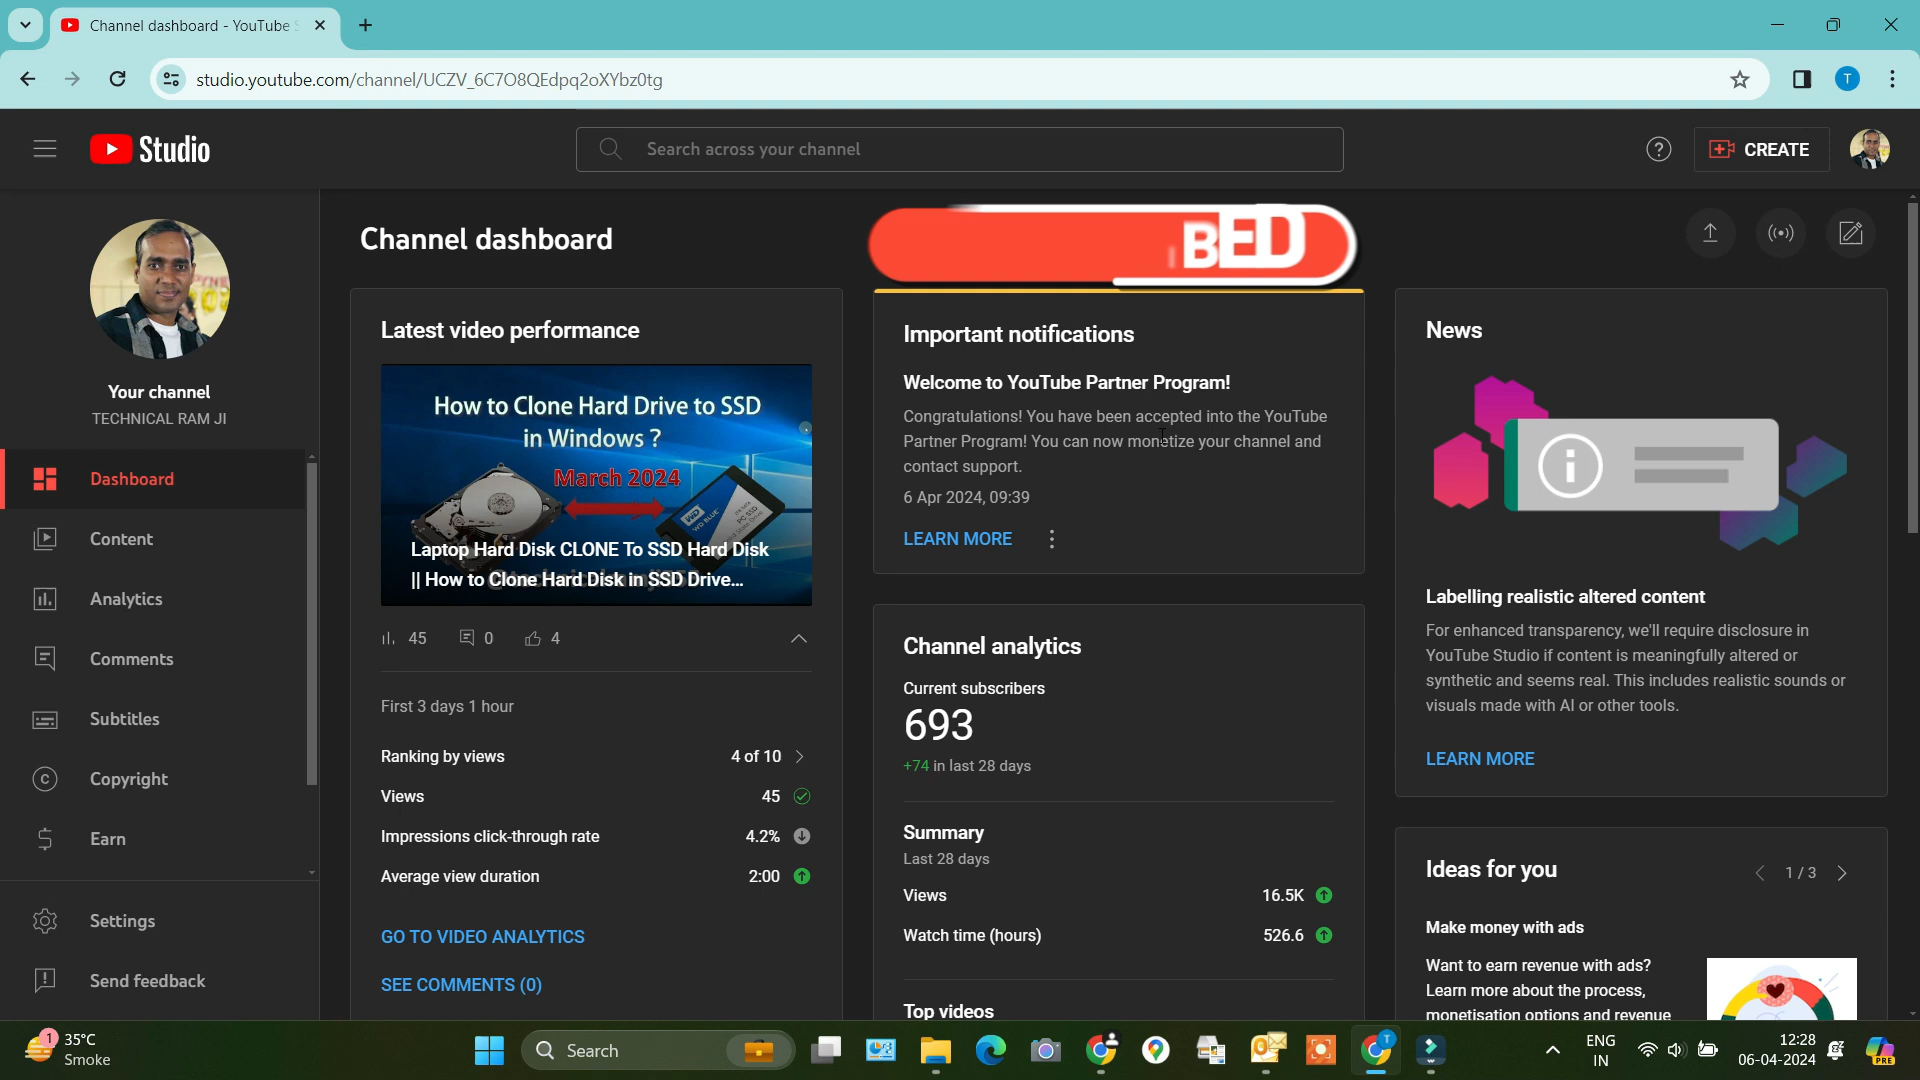 Channel dashboard - YouTube
studio.youtube.com/channel/UCZV_6C7O8QEdpq2oXYbz0tg
T
Studio
Search across your channel
CREATE
Channel dashboard
BED
Your channel
TECHNICAL RAM JI
Dashboard
Content
Analytics
Comments
Subtitles
Copyright
Earn
Settings
Send feedback
Latest video performance
How to Clone Hard Drive to SSD
in Windows ?
March 2024
Laptop Hard Disk CLONE To SSD Hard Disk
|| How to Clone Hard Disk in SSD Drive...
45 0 4
First 3 days 1 hour
Ranking by views 4 of 10
Views 45
Impressions click-through rate 4.2%
Average view duration 2:00
GO TO VIDEO ANALYTICS
SEE COMMENTS (0)
Important notifications
Welcome to YouTube Partner Program!
Congratulations! You have been accepted into the YouTube
Partner Program! You can now monitize your channel and
contact support.
6 Apr 2024, 09:39
LEARN MORE
Channel analytics
Current subscribers
693
+74 in last 28 days
Summary
Last 28 days
Views 16.5K
Watch time (hours) 526.6
Top videos
News
Labelling realistic altered content
For enhanced transparency, we'll require disclosure in
YouTube Studio if content is meaningfully altered or
synthetic and seems real. This includes realistic sounds or
visuals made with AI or other tools.
LEARN MORE
Ideas for you
1 / 3
Make money with ads
Want to earn revenue with ads?
Learn more about the process,
monetisation options and revenue
1
35°C
Smoke
Search
ENG
IN
12:28
06-04-2024
PRE